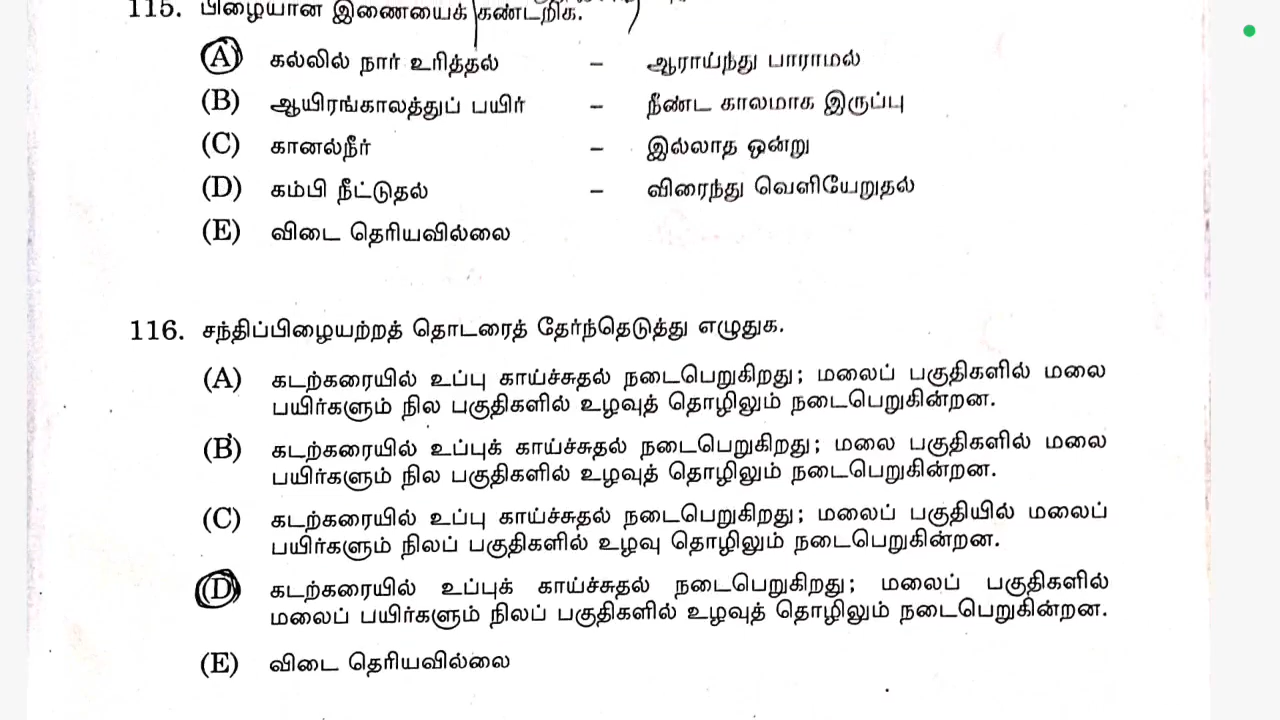 115. பிழையான இணையைக் கண்டறிக.
(A) கல்லில் நார் உரித்தல் – ஆராய்ந்து பாராமல்
(B) ஆயிரங்காலத்துப் பயிர் – நீண்ட காலமாக இருப்பு
(C) கானல்நீர் – இல்லாத ஒன்று
(D) கம்பி நீட்டுதல் – விரைந்து வெளியேறுதல்
(E) விடை தெரியவில்லை
116. சந்திப்பிழையற்றத் தொடரைத் தேர்ந்தெடுத்து எழுதுக.
(A) கடற்கரையில் உப்பு காய்ச்சுதல் நடைபெறுகிறது; மலைப் பகுதிகளில் மலை
பயிர்களும் நில பகுதிகளில் உழவுத் தொழிலும் நடைபெறுகின்றன.
(B) கடற்கரையில் உப்புக் காய்ச்சுதல் நடைபெறுகிறது; மலை பகுதிகளில் மலை
பயிர்களும் நில பகுதிகளில் உழவுத் தொழிலும் நடைபெறுகின்றன.
(C) கடற்கரையில் உப்பு காய்ச்சுதல் நடைபெறுகிறது; மலைப் பகுதியில் மலைப்
பயிர்களும் நிலப் பகுதிகளில் உழவு தொழிலும் நடைபெறுகின்றன.
(D) கடற்கரையில் உப்புக் காய்ச்சுதல் நடைபெறுகிறது; மலைப் பகுதிகளில்
மலைப் பயிர்களும் நிலப் பகுதிகளில் உழவுத் தொழிலும் நடைபெறுகின்றன.
(E) விடை தெரியவில்லை